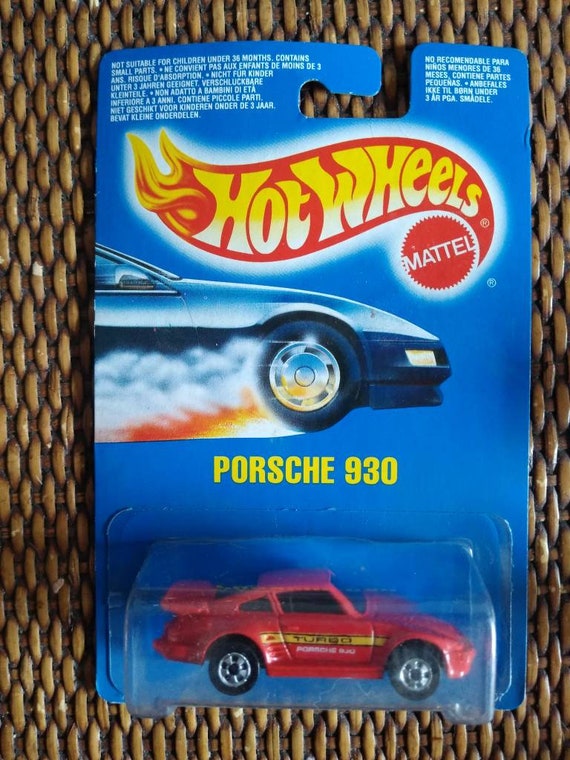 NOT SUITABLE FOR CHILDREN UNDER 36 MONTHS. CONTAINS
SMALL PARTS. • NE CONVIENT PAS AUX ENFANTS DE MOINS DE 3
ANS. RISQUE D'ABSORPTION. • NICHT FUR KINDER
UNTER 3 JAHREN GEEIGNET. VERSCHLUCKBARE
KLEINTEILE. • NON ADATTO A BAMBINI DI ETÀ
INFERIORE A 3 ANNI. CONTIENE PICCOLE PARTI.
NIET GESCHIKT VOOR KINDEREN ONDER DE 3 JAAR.
BEVAT KLEINE ONDERDELEN.
NO RECOMENDABLE PARA
NIÑOS MENORES DE 36
MESES, CONTIENE PARTES
PEQUEÑAS. • ANBEFALES
IKKE TIL BØRN UNDER
3 ÅR PGA. SMÅDELE.
HOT WHEELS ®
MATTEL
®
PORSCHE 930
TURBO
PORSCHE 930